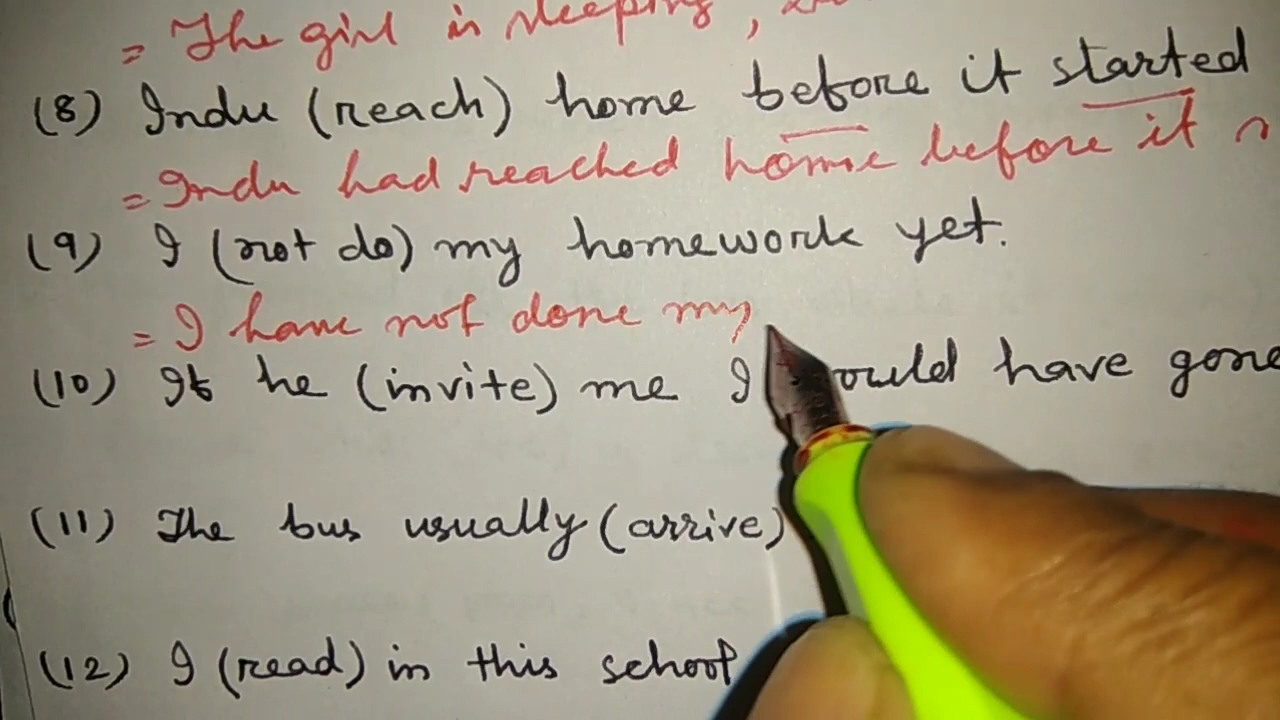 = The girl is sleeping,
(8) Indu (reach) home before it started
= Indu had reached home before it
(9) I (not do) my homework yet.
= I have not done my
(10) If he (invite) me I would have gone
(11) The bus usually (arrive)
(12) I (read) in this school